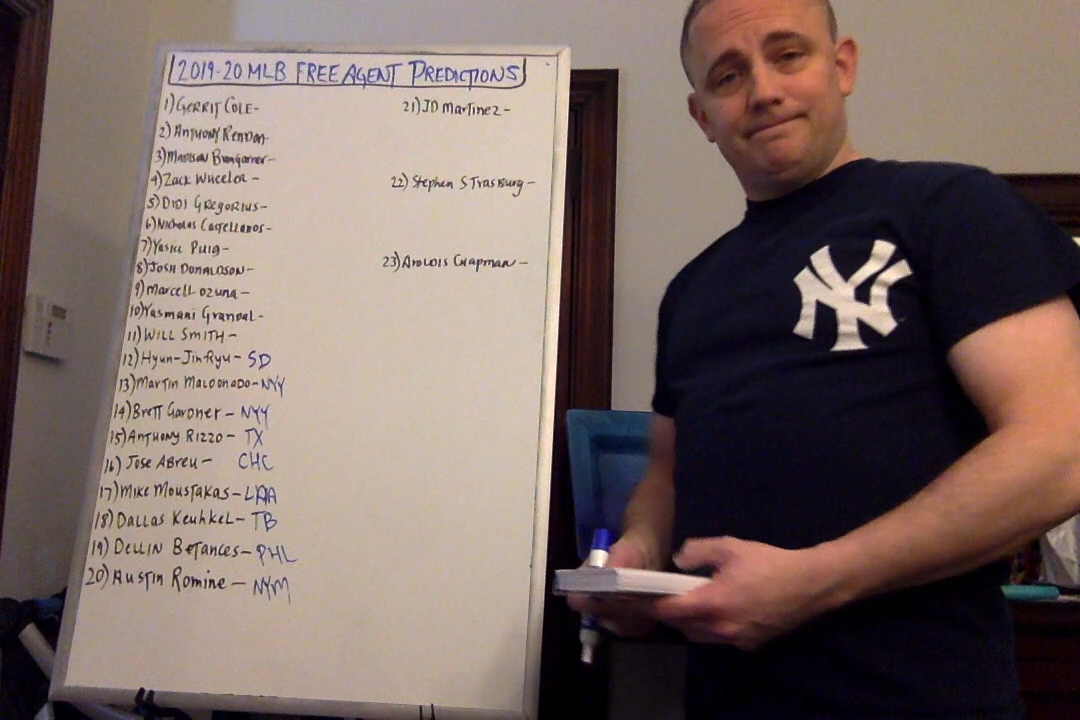 2019-20 MLB FREE AGENT PREDICTIONS
1) GERRIT COLE-
2) ANTHONY RENDON-
3) MADISON BUMGARNER-
4) ZACK WHEELER -
5) DIDI GREGORIUS-
6) NICHOLAS CASTELLANOS-
7) YASIEL PUIG-
8) JOSH DONALDSON-
9) MARCELL OZUNA-
10) YASMANI GRANDAL-
11) WILL SMITH-
12) Hyun-Jin-Ryu- SD
13) MARTIN MALDONADO-NYY
14) BRETT GARDNER - NYY
15) ANTHONY RIZZO - TX
16) JOSE ABREU - CHC
17) MIKE MOUSTAKAS-LAA
18) DALLAS KEUHKEL- TB
19) DELLIN BETANCES- PHL
20) AUSTIN ROMINE - NYM
21) JD MARTINEZ -
22) STEPHEN STRASBURG -
23) AROLDIS CHAPMAN -
NY